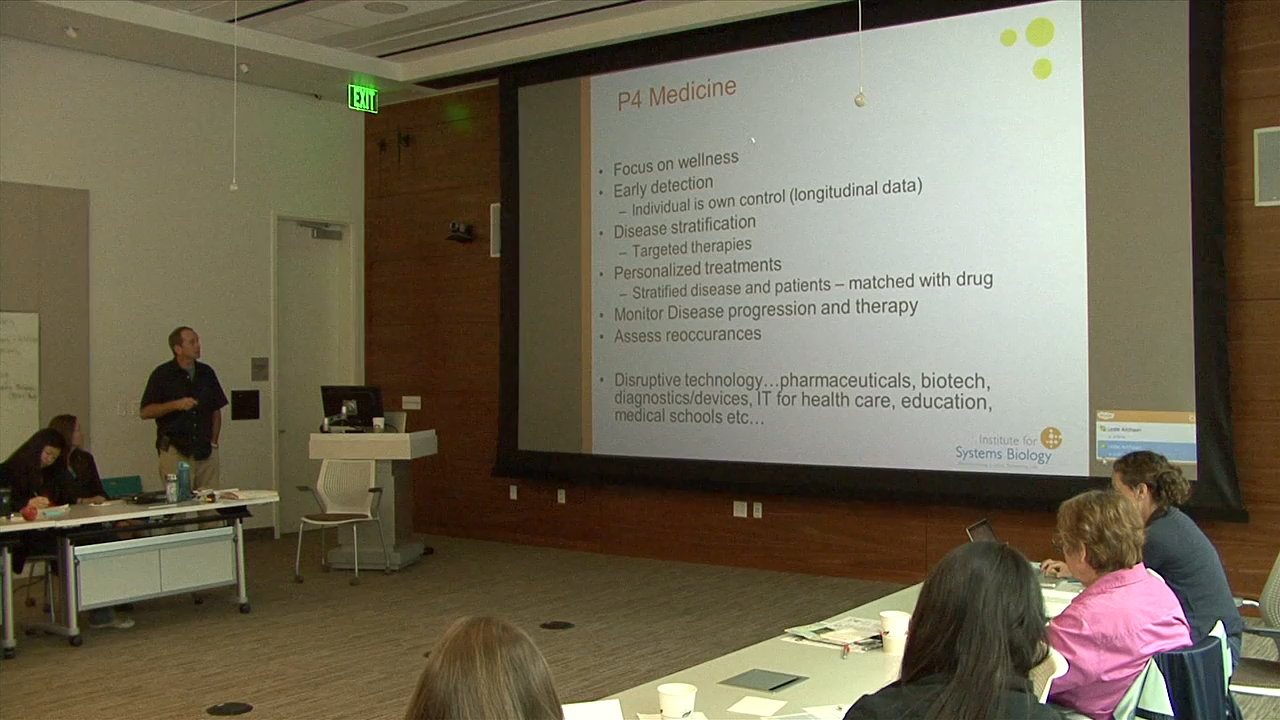 EXIT
P4 Medicine
• Focus on wellness
• Early detection
– Individual is own control (longitudinal data)
• Disease stratification
– Targeted therapies
• Personalized treatments
– Stratified disease and patients – matched with drug
• Monitor Disease progression and therapy
• Assess reoccurances
• Disruptive technology...pharmaceuticals, biotech,
diagnostics/devices, IT for health care, education,
medical schools etc...
Institute for
Systems Biology